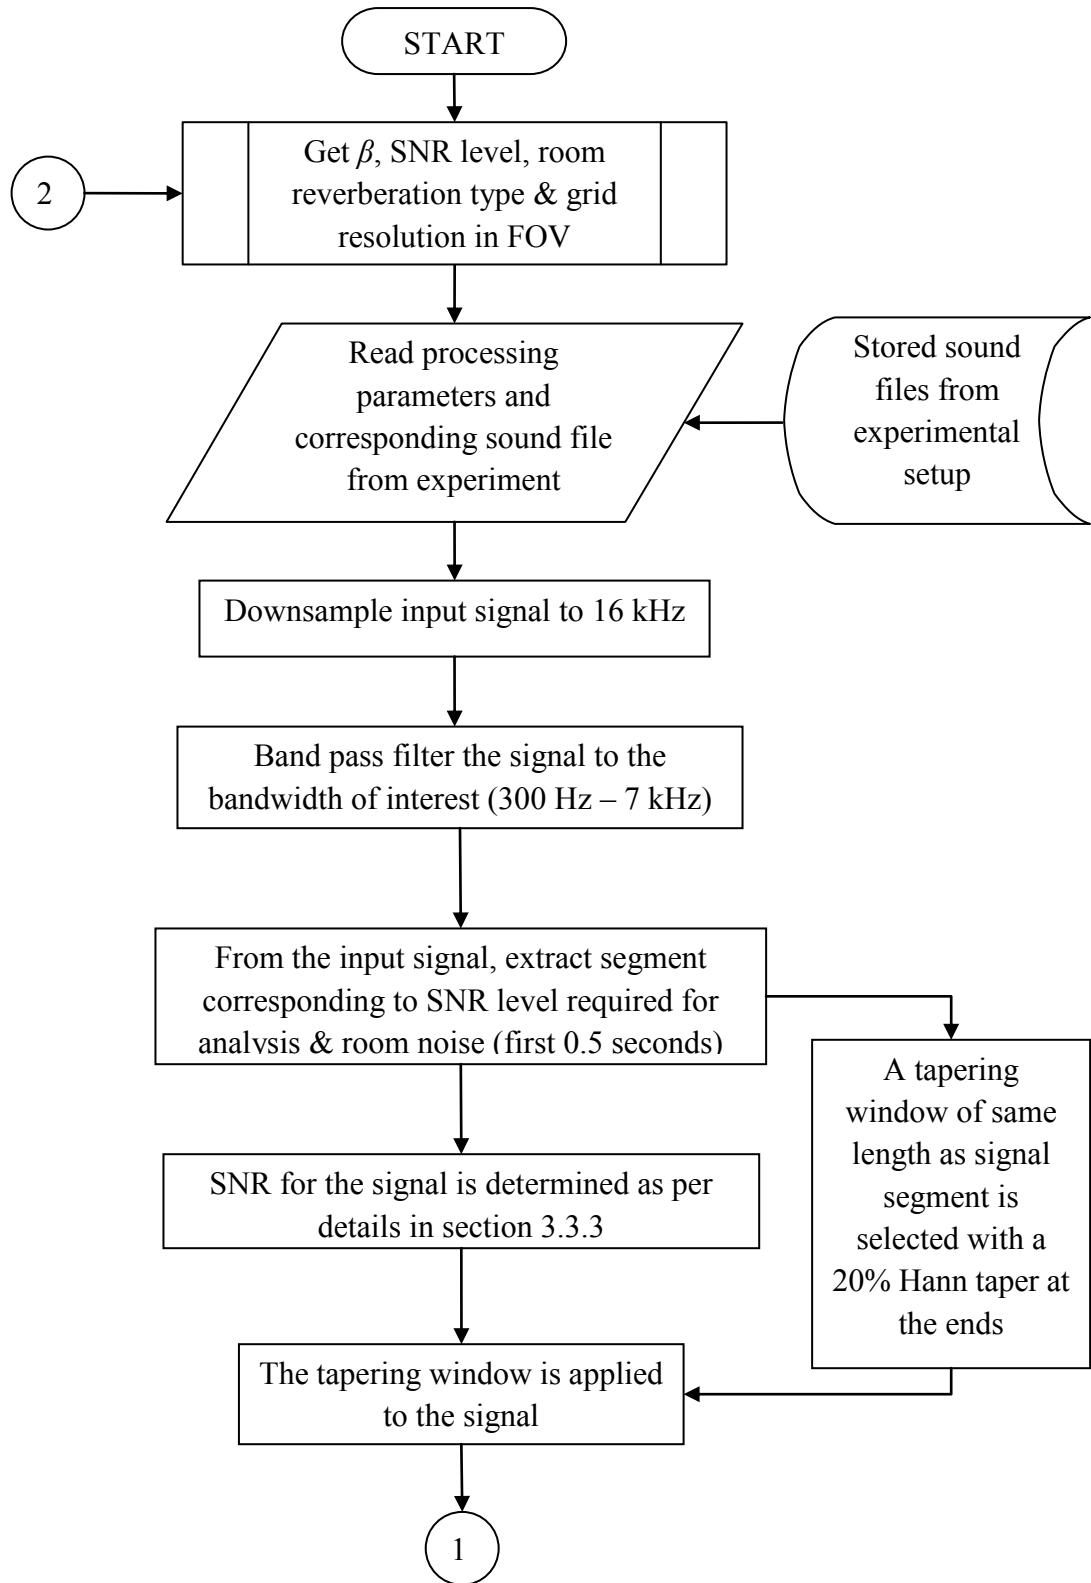 START
2
Get β, SNR level, room
reverberation type & grid
resolution in FOV
Read processing
parameters and
corresponding sound file
from experiment
Stored sound
files from
experimental
setup
Downsample input signal to 16 kHz
Band pass filter the signal to the
bandwidth of interest (300 Hz – 7 kHz)
From the input signal, extract segment
corresponding to SNR level required for
analysis & room noise (first 0.5 seconds)
A tapering
window of same
length as signal
segment is
selected with a
20% Hann taper at
the ends
SNR for the signal is determined as per
details in section 3.3.3
The tapering window is applied
to the signal
1